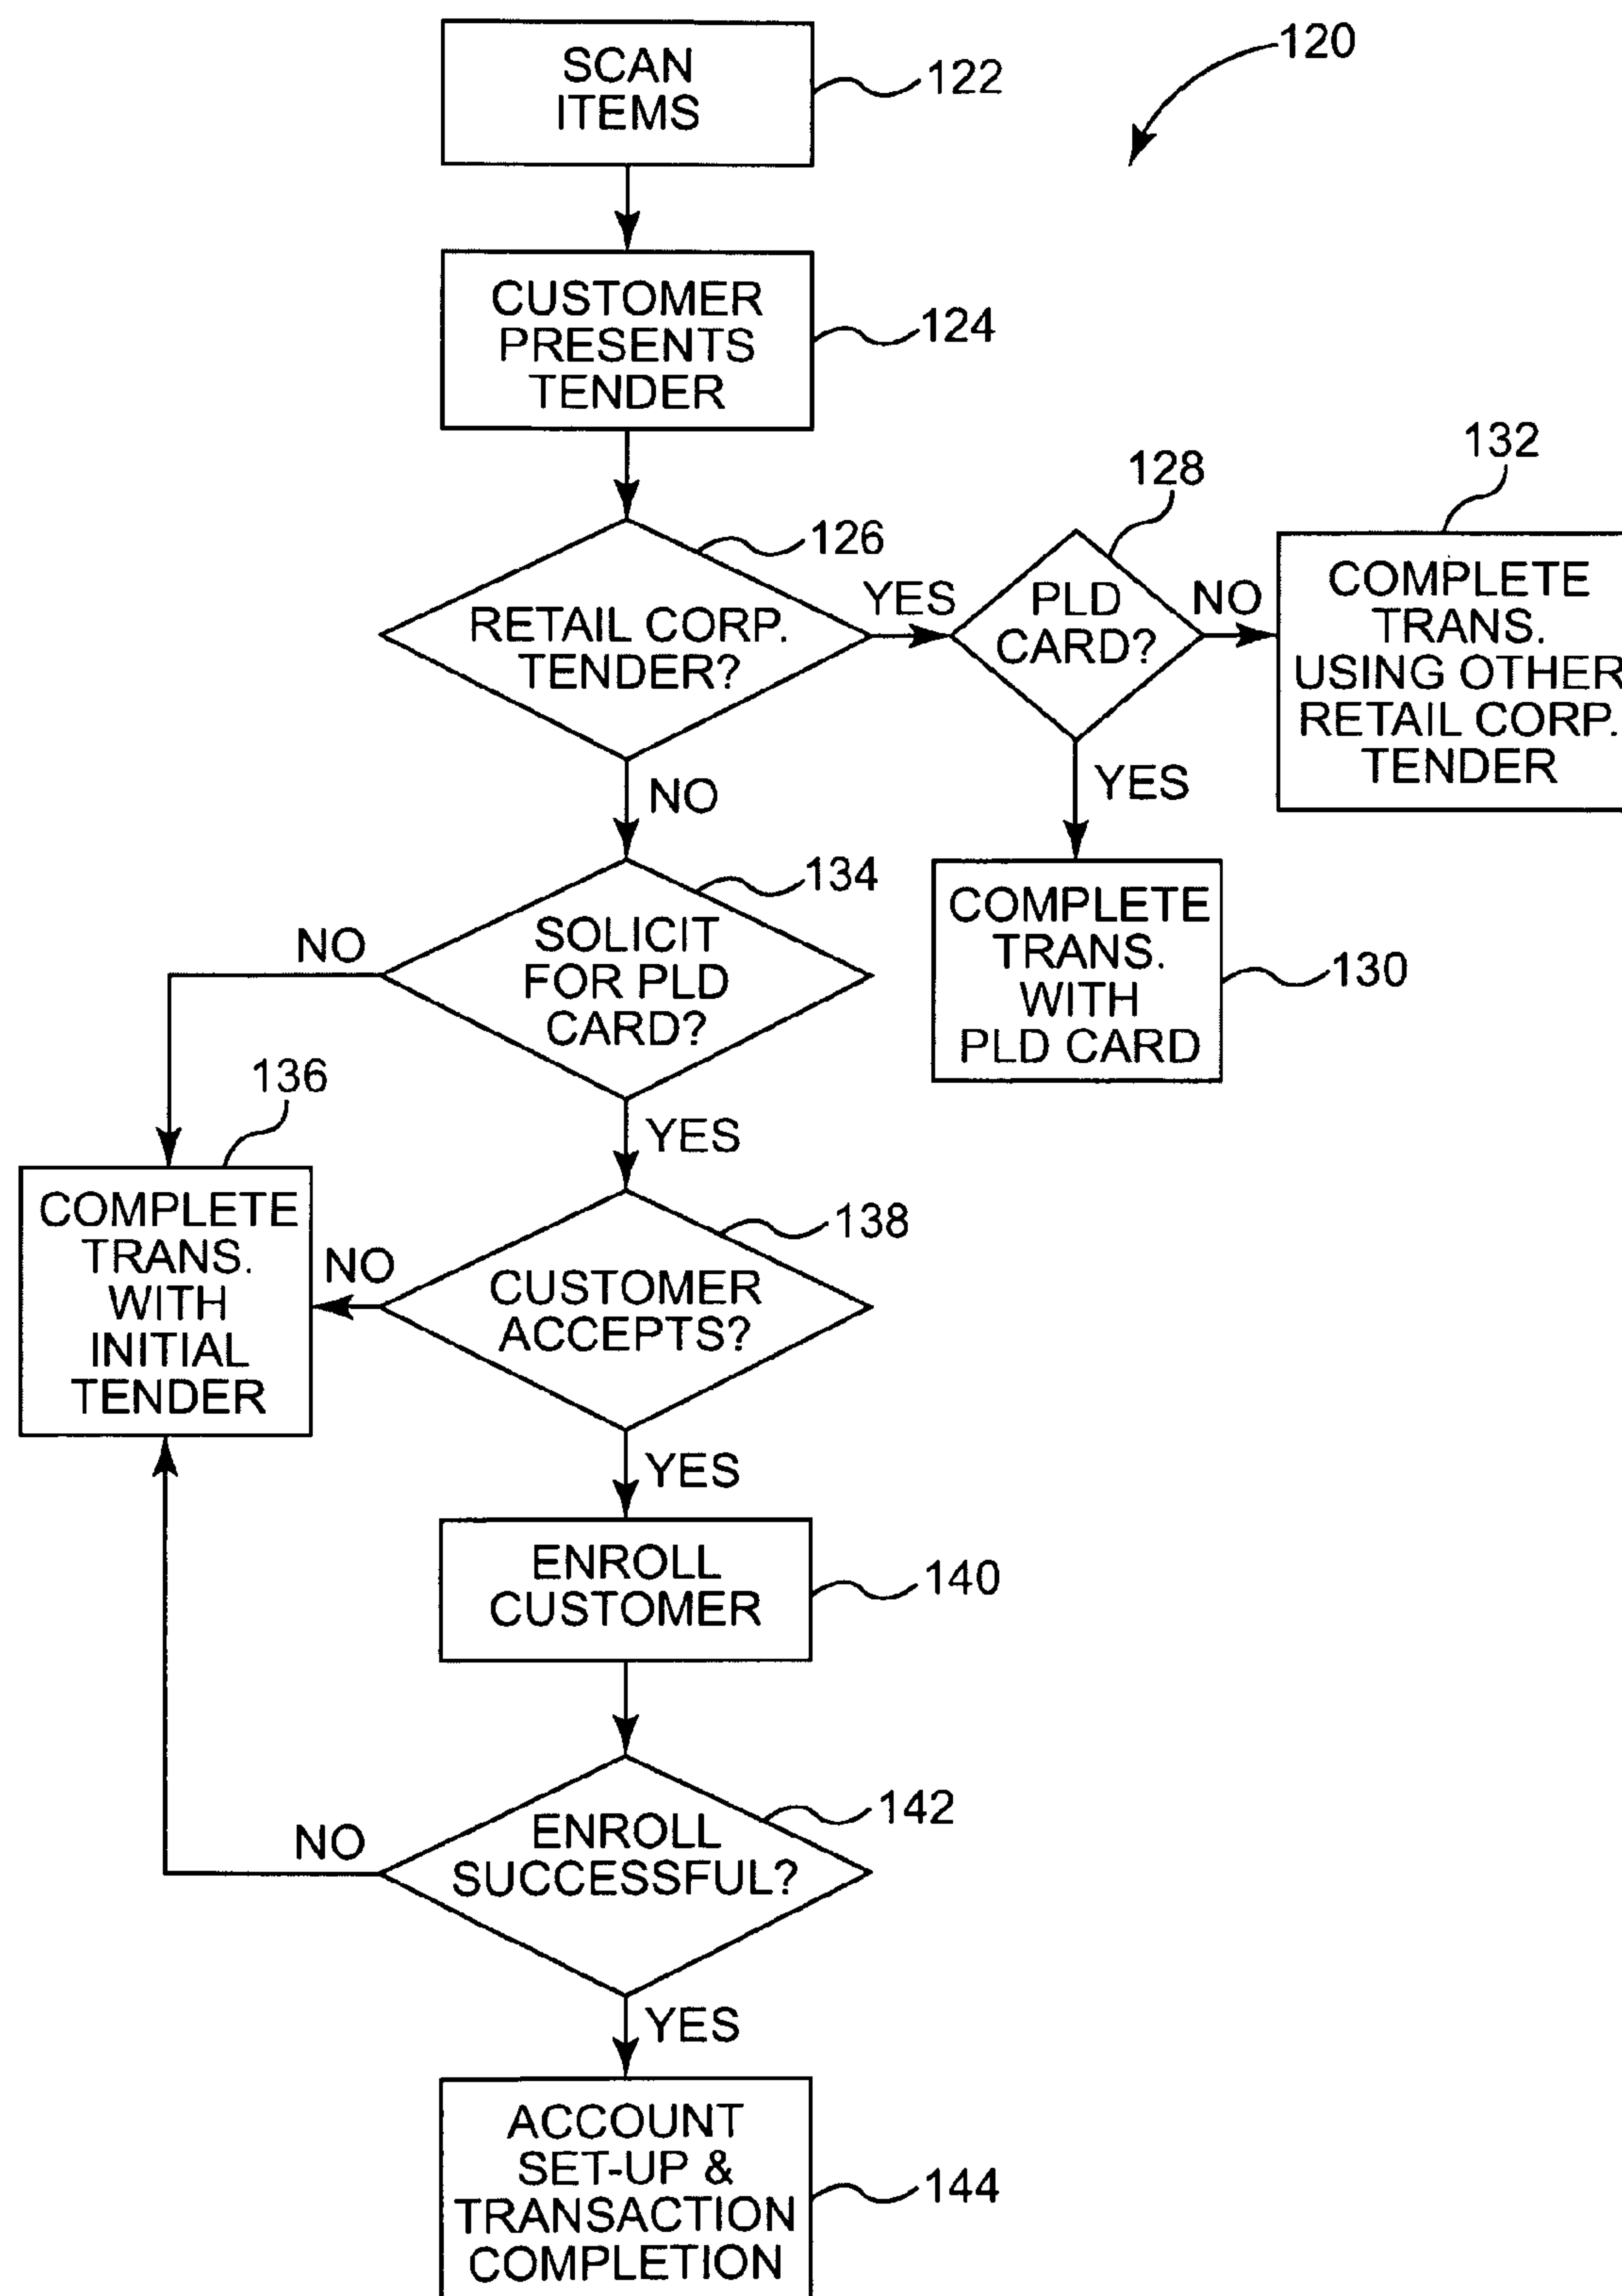 120
SCAN
ITEMS
122
CUSTOMER
PRESENTS
TENDER
124
RETAIL CORP.
TENDER?
126
YES
PLD
CARD?
128
NO
COMPLETE
TRANS.
USING OTHER
RETAIL CORP.
TENDER
132
YES
COMPLETE
TRANS.
WITH
PLD CARD
130
NO
SOLICIT
FOR PLD
CARD?
134
NO
COMPLETE
TRANS.
WITH
INITIAL
TENDER
136
YES
CUSTOMER
ACCEPTS?
138
NO
YES
ENROLL
CUSTOMER
140
ENROLL
SUCCESSFUL?
142
NO
YES
ACCOUNT
SET-UP &
TRANSACTION
COMPLETION
144